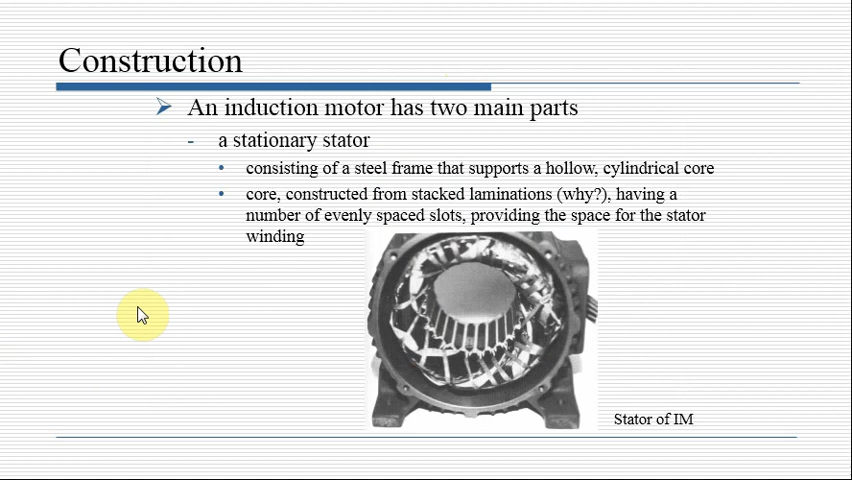 Construction
An induction motor has two main parts
- a stationary stator
• consisting of a steel frame that supports a hollow, cylindrical core
• core, constructed from stacked laminations (why?), having a
number of evenly spaced slots, providing the space for the stator
winding
Stator of IM